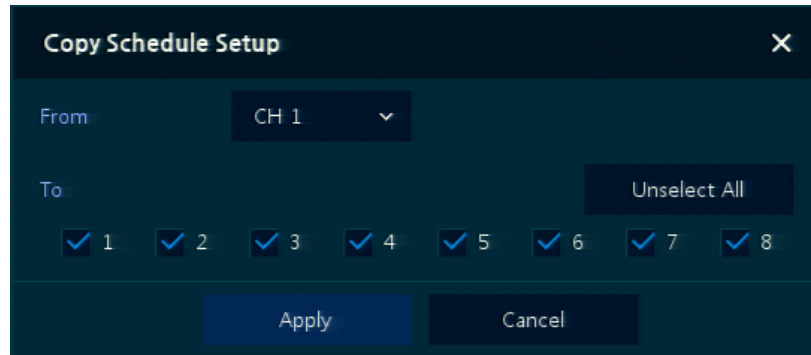 Copy Schedule Setup
From CH 1
To Unselect All
1 2 3 4 5 6 7 8
Apply Cancel